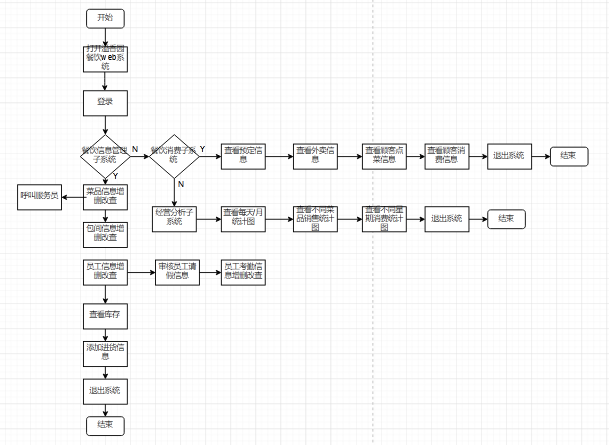 开始
打开溢香园
餐饮web系
统
登录
餐饮信息管理
子系统
N
餐饮消费子系
统
Y
查看预定信
息
查看外卖信
息
查看顾客点
菜信息
查看顾客消
费信息
退出系统
结束
Y
N
呼叫服务员
菜品信息增
删改查
包间信息增
删改查
经营分析子
系统
查看每天/月
统计图
查看不同菜
品销售统计
图
查看不同星
期消费统计
图
退出系统
结束
员工信息增
删改查
审核员工请
假信息
员工考勤信
息增删改查
查看库存
添加进货信
息
退出系统
结束